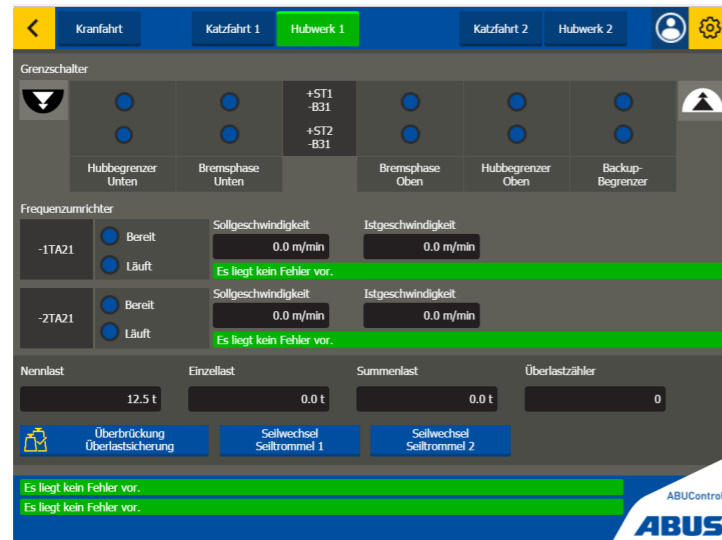 Kranfahrt Katzfahrt 1 Hubwerk 1 Katzfahrt 2 Hubwerk 2
Grenzschalter
+ST1
-B31
+ST2
-B31
Hubbegrenzer
Unten
Bremsphase
Unten
Bremsphase
Oben
Hubbegrenzer
Oben
Backup-
Begrenzer
Frequenzumrichter
-1TA21
Bereit
Läuft
Sollgeschwindigkeit Istgeschwindigkeit
0.0 m/min 0.0 m/min
Es liegt kein Fehler vor.
-2TA21
Bereit
Läuft
Sollgeschwindigkeit Istgeschwindigkeit
0.0 m/min 0.0 m/min
Es liegt kein Fehler vor.
Nennlast Einzellast Summenlast Überlastzähler
12.5 t 0.0 t 0.0 t 0
Überbrückung
Überlastsicherung
Seilwechsel
Seiltrommel 1
Seilwechsel
Seiltrommel 2
Es liegt kein Fehler vor.
Es liegt kein Fehler vor.
ABUControl
ABUS